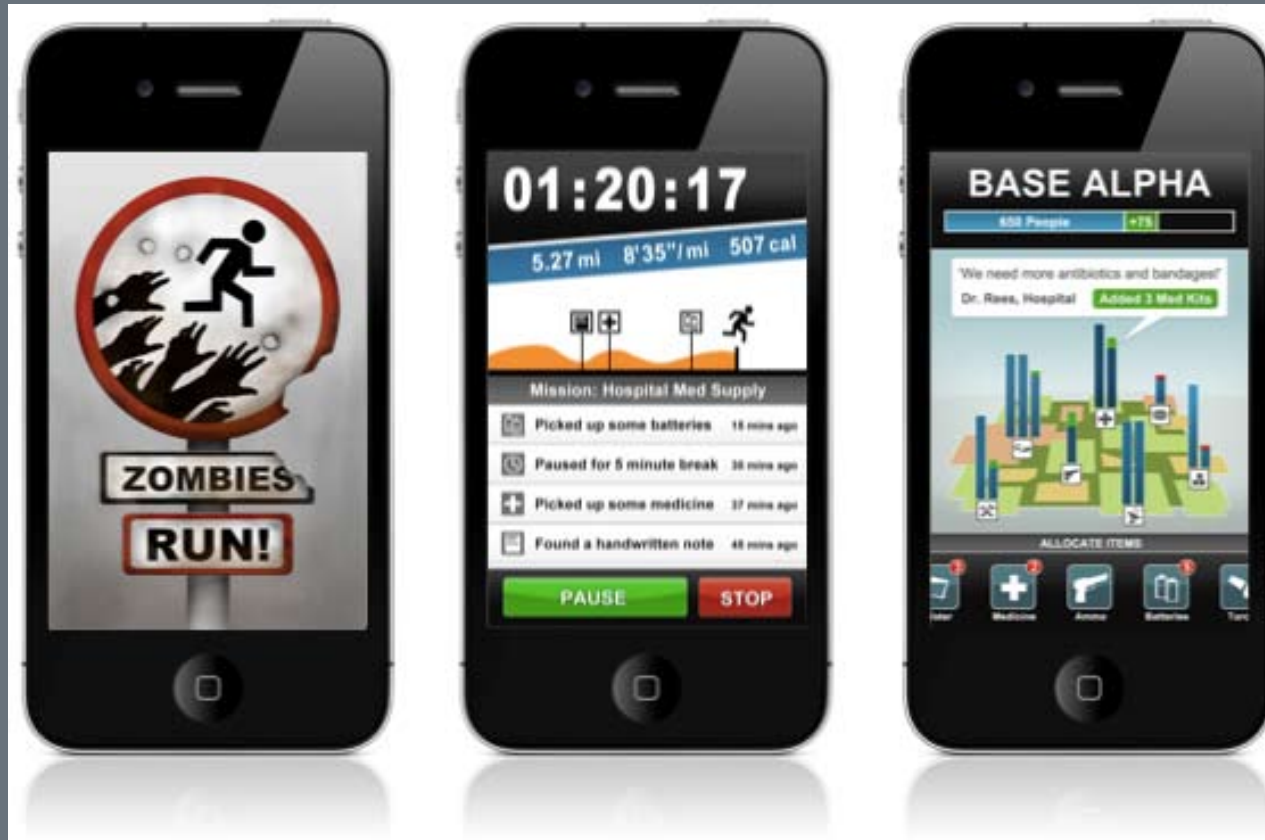 ZOMBIES,
RUN!
01:20:17
5.27 mi 8'35"/mi 507 cal
Mission: Hospital Med Supply
Picked up some batteries 15 mins ago
Paused for 5 minute break 36 mins ago
Picked up some medicine 37 mins ago
Found a handwritten note 48 mins ago
PAUSE STOP
BASE ALPHA
650 People +75
'We need more antibiotics and bandages!'
Dr. Rees, Hospital Added 3 Med Kits
ALLOCATE ITEMS
3 2 5
Medicine Ammo Batteries